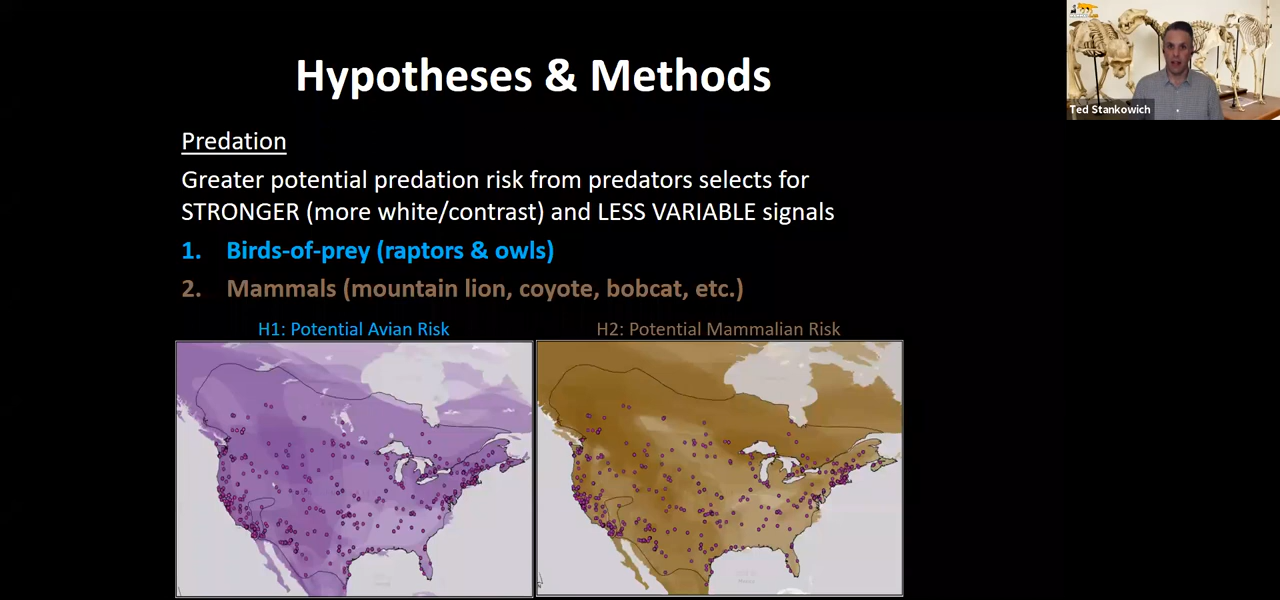 Hypotheses & Methods
Ted Stankowich
Predation
Greater potential predation risk from predators selects for
STRONGER (more white/contrast) and LESS VARIABLE signals
1. Birds-of-prey (raptors & owls)
2. Mammals (mountain lion, coyote, bobcat, etc.)
H1: Potential Avian Risk
H2: Potential Mammalian Risk